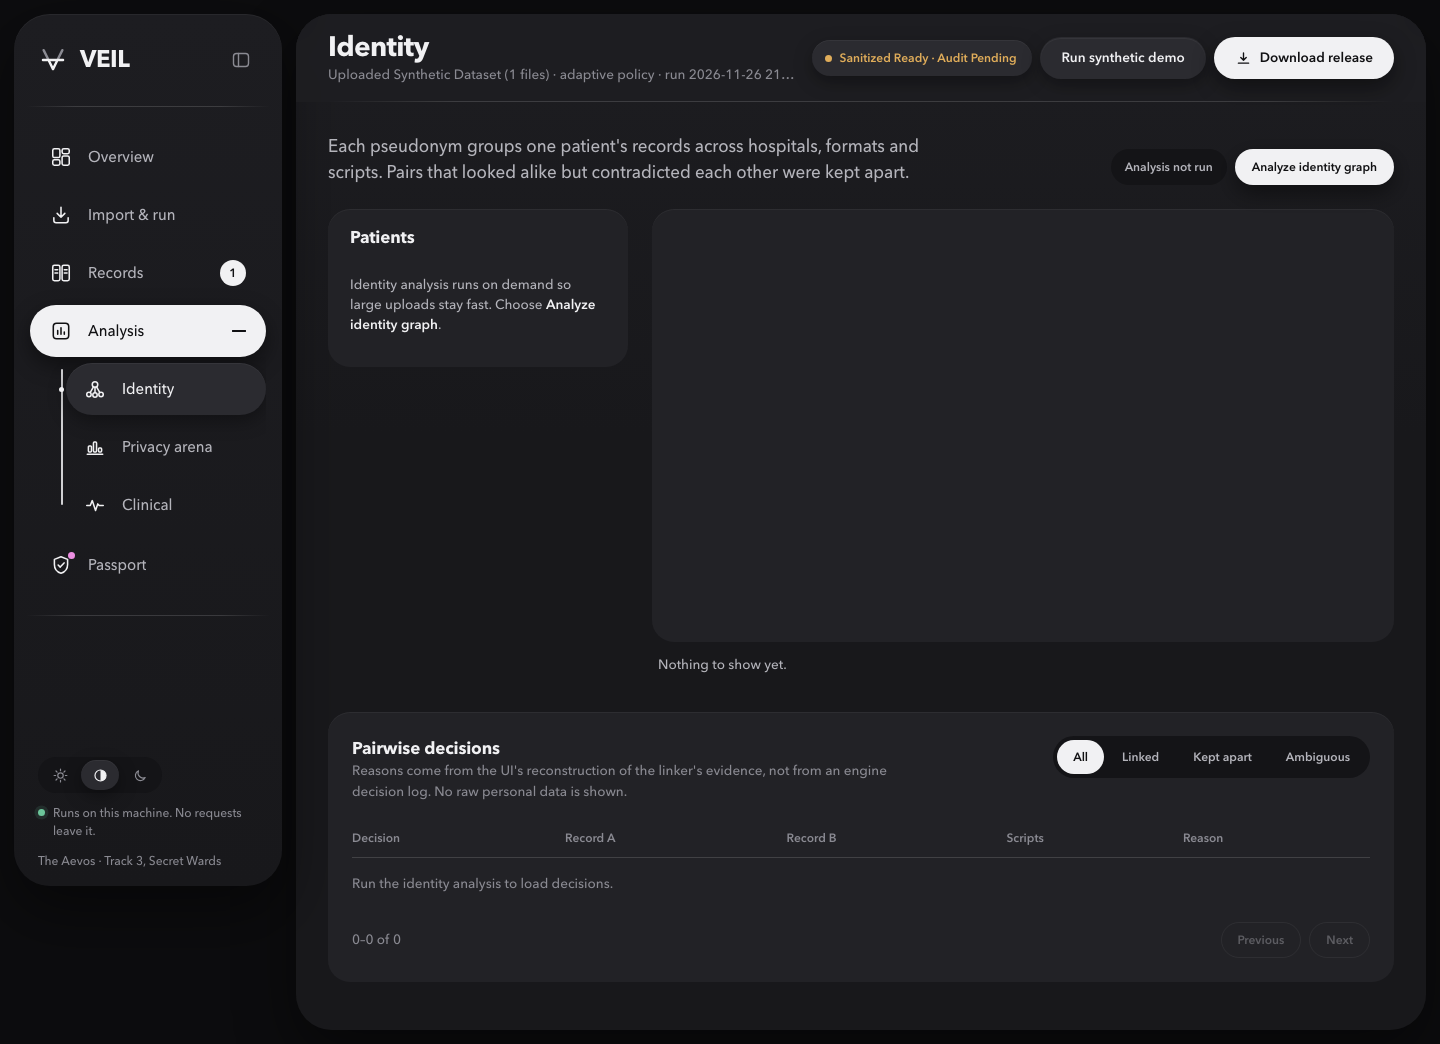 VEIL
Overview
Import & run
Records
1
Analysis
Identity
Privacy arena
Clinical
Passport
Runs on this machine. No requests
leave it.
The Aevos · Track 3, Secret Wards
Identity
Uploaded Synthetic Dataset (1 files) · adaptive policy · run 2026-11-26 21...
Sanitized Ready · Audit Pending
Run synthetic demo
Download release
Each pseudonym groups one patient's records across hospitals, formats and
scripts. Pairs that looked alike but contradicted each other were kept apart.
Analysis not run
Analyze identity graph
Patients
Identity analysis runs on demand so
large uploads stay fast. Choose Analyze
identity graph.
Nothing to show yet.
Pairwise decisions
Reasons come from the UI's reconstruction of the linker's evidence, not from an engine
decision log. No raw personal data is shown.
All
Linked
Kept apart
Ambiguous
Decision
Record A
Record B
Scripts
Reason
Run the identity analysis to load decisions.
0–0 of 0
Previous
Next